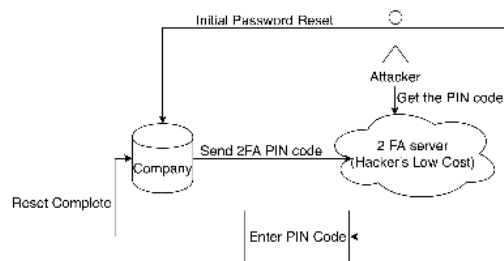 Initial Password Reset
Attacker
Get the PIN code
2 FA server
(Hacker's Low Cost)
Send 2FA PIN code
Company
Reset Complete
Enter PIN Code